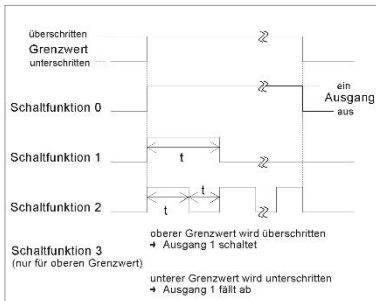 überschritten
Grenzwert
unterschritten
ein
Ausgang
aus
Schaltfunktion 0
Schaltfunktion 1
t
Schaltfunktion 2
t
t
Schaltfunktion 3
(nur für oberen Grenzwert)
oberer Grenzwert wird überschritten
→ Ausgang 1 schaltet
unterer Grenzwert wird unterschritten
→ Ausgang 1 fällt ab